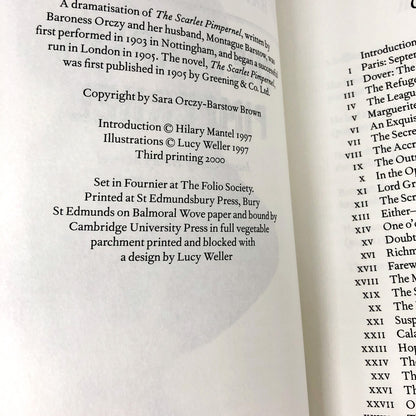 A dramatisation of The Scarlet Pimpernel, written by
Baroness Orczy and her husband, Montague Barstow, was
first performed in 1903 in Nottingham, and began a successful
run in London in 1905. The novel, The Scarlet Pimpernel,
was first published in 1905 by Greening & Co. Ltd.
Copyright by Sara Orczy-Barstow Brown
Introduction © Hilary Mantel 1997
Illustrations © Lucy Weller 1997
Third printing 2000
Set in Fournier at The Folio Society.
Printed at St Edmundsbury Press, Bury
St Edmunds on Balmoral Wove paper and bound by
Cambridge University Press in full vegetable
parchment printed and blocked with
a design by Lucy Weller
Introduction
I Paris: Septem
II Dover: The
III The Refuge
IV The League
V Marguerit
VI An Exquis
VII The Secre
VIII The Accr
IX The Outr
X In the Op
XI Lord Gr
XII The Scr
XIII Either–
XIV One o'c
XV Doubt
XVI Richm
XVII Farew
XVIII The M
XIX The S
XX The
XXI Susp
XXII Cala
XXIII Hop
XXIV The
XXV The
XXVI Th
XXVII O